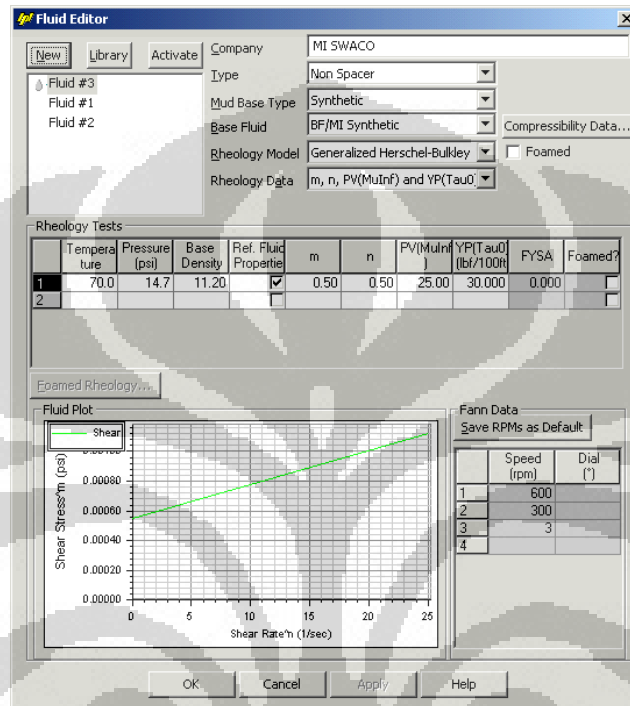 Fluid Editor
New Library Activate
Fluid #3
Fluid #1
Fluid #2
Company MI SWACO
Type Non Spacer
Mud Base Type Synthetic
Base Fluid BF/MI Synthetic Compressibility Data...
Rheology Model Generalized Herschel-Bulkley Foamed
Rheology Data m, n, PV(MuInf) and YP(Tau0)
Rheology Tests
Tempera ture Pressure (psi) Base Density Ref. Fluid Propertie m n PV(MuInf ) YP(Tau0) (lbf/100ft FYSA Foamed?
1 70.0 14.7 11.20 0.50 0.50 25.00 30.000 0.000
2
Foamed Rheology...
Fluid Plot
Shear
Shear Stress^m (psi)
0.00080
0.00060
0.00040
0.00020
0.00000
0 5 10 15 20 25
Shear Rate^n (1/sec)
Fann Data
Save RPMs as Default
Speed (rpm) Dial (°)
1 600
2 300
3 3
4
OK Cancel Apply Help